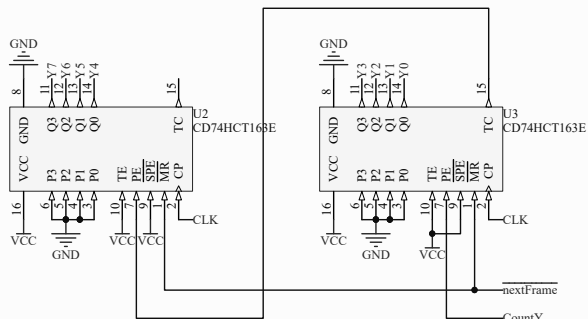 GND
8
11
12
13
14
15
Y7
Y6
Y5
Y4
GND
Q3
Q2
Q1
Q0
TC
U2
CD74HCT163E
VCC
P3
P2
P1
P0
TE
PE
SPE
MR
CP
16
6
5
4
3
10
7
9
1
2
VCC
GND
VCC
VCC
CLK
GND
8
11
12
13
14
15
Y3
Y2
Y1
Y0
GND
Q3
Q2
Q1
Q0
TC
U3
CD74HCT163E
VCC
P3
P2
P1
P0
TE
TE
SPE
MR
CP
16
6
5
4
3
10
7
9
1
2
VCC
GND
VCC
CLK
nextFrame
CountY